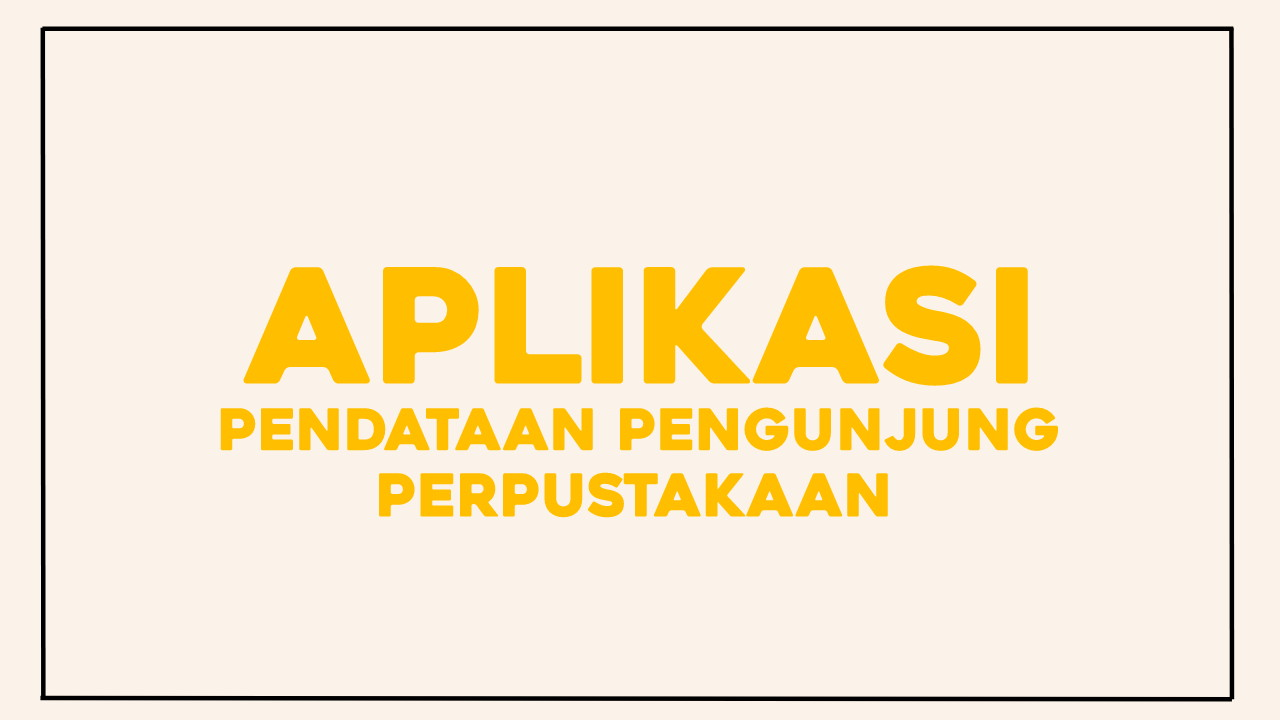 APLIKASI
PENDATAAN PENGUNJUNG
PERPUSTAKAAN